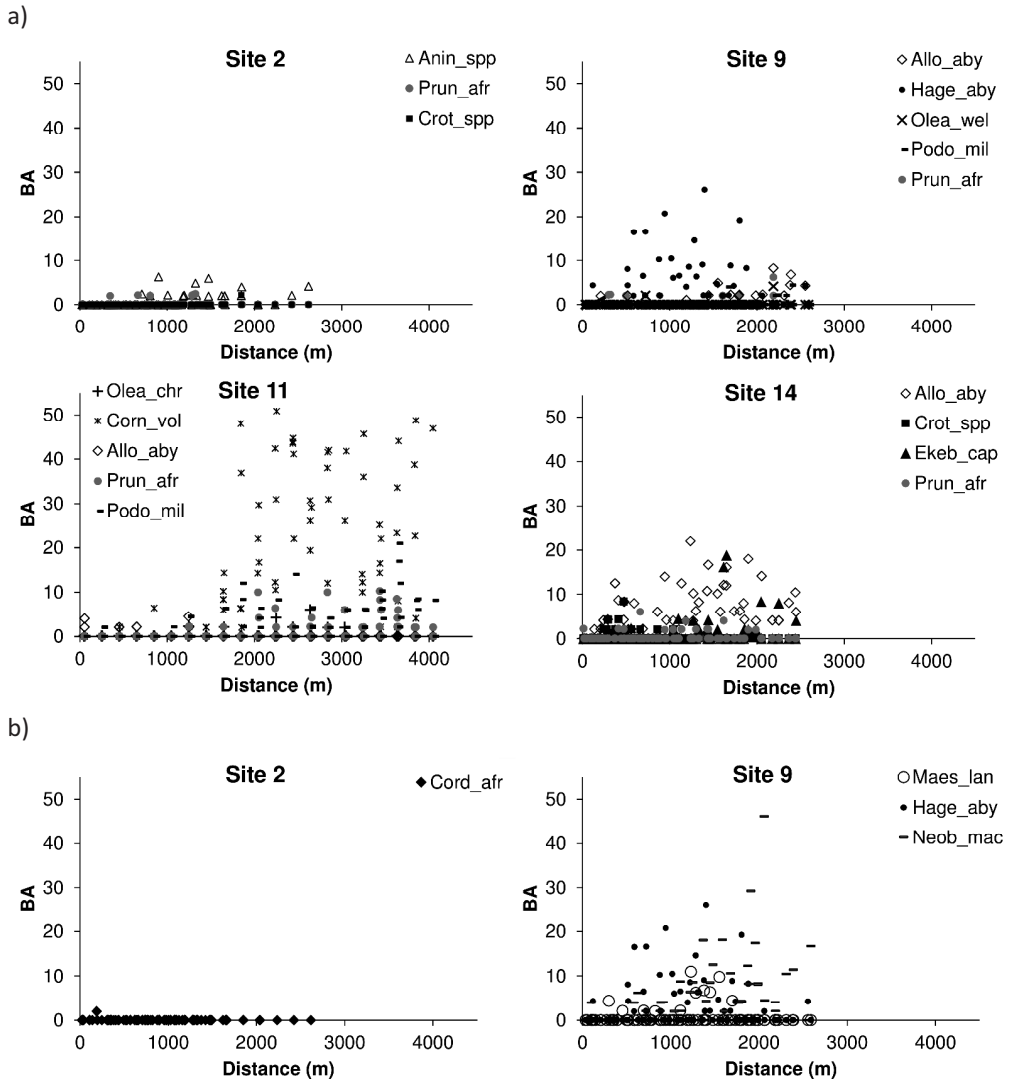 a)
Site 2
Anin_spp
Prun_afr
Crot_spp
BA
50
40
30
20
10
0
0 1000 2000 3000 4000
Distance (m)
Site 9
Allo_aby
Hage_aby
Olea_wel
Podo_mil
Prun_afr
BA
50
40
30
20
10
0
0 1000 2000 3000 4000
Distance (m)
Site 11
Olea_chr
Corn_vol
Allo_aby
Prun_afr
Podo_mil
BA
50
40
30
20
10
0
0 1000 2000 3000 4000
Distance (m)
Site 14
Allo_aby
Crot_spp
Ekeb_cap
Prun_afr
BA
50
40
30
20
10
0
0 1000 2000 3000 4000
Distance (m)
b)
Site 2
Cord_afr
BA
50
40
30
20
10
0
0 1000 2000 3000 4000
Distance (m)
Site 9
Maes_lan
Hage_aby
Neob_mac
BA
50
40
30
20
10
0
0 1000 2000 3000 4000
Distance (m)